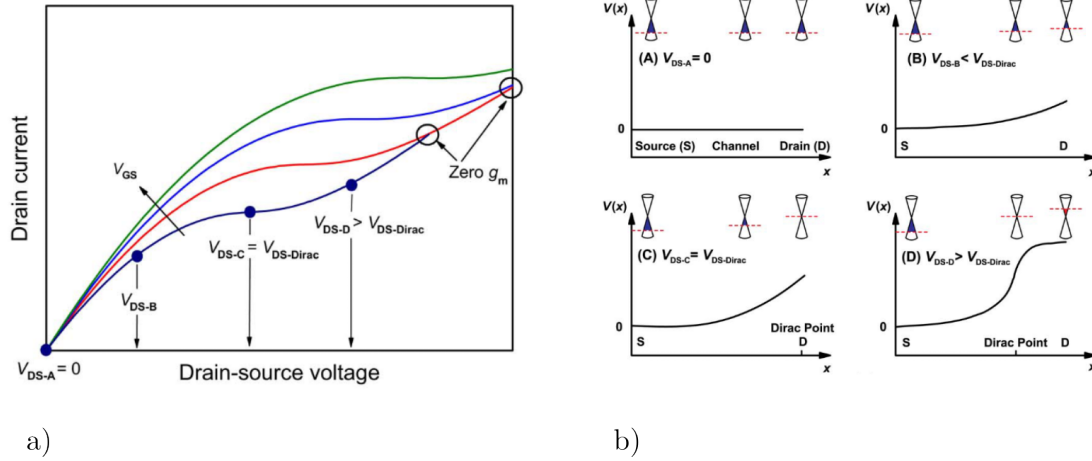 Drain current
V_GS
Zero g_m
V_DS-D > V_DS-Dirac
V_DS-C = V_DS-Dirac
V_DS-B
V_DS-A = 0
Drain-source voltage
a)
V(x)
(A) V_DS-A = 0
0
Source (S) Channel Drain (D)
x
V(x)
(B) V_DS-B < V_DS-Dirac
0
S D
x
V(x)
(C) V_DS-C = V_DS-Dirac
0
Dirac Point
S D
x
V(x)
(D) V_DS-D > V_DS-Dirac
0
S Dirac Point D
x
b)